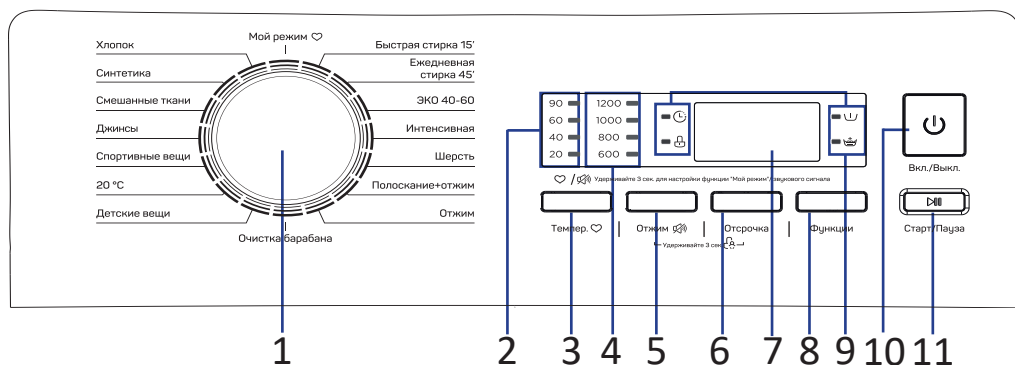 Мой режим
Хлопок
Синтетика
Смешанные ткани
Джинсы
Спортивные вещи
20 °C
Детские вещи
Очистка барабана
Быстрая стирка 15'
Ежедневная
стирка 45'
ЭКО 40-60
Интенсивная
Шерсть
Полоскание+отжим
Отжим
90
60
40
20
1200
1000
800
600
/ Удерживайте 3 сек. для настройки функции "Мой режим"/звукового сигнала
Темпер. | Отжим | Отсрочка | Функции
Удерживайте 3 сек.
Вкл./Выкл.
Старт/Пауза
1 2 3 4 5 6 7 8 9 10 11